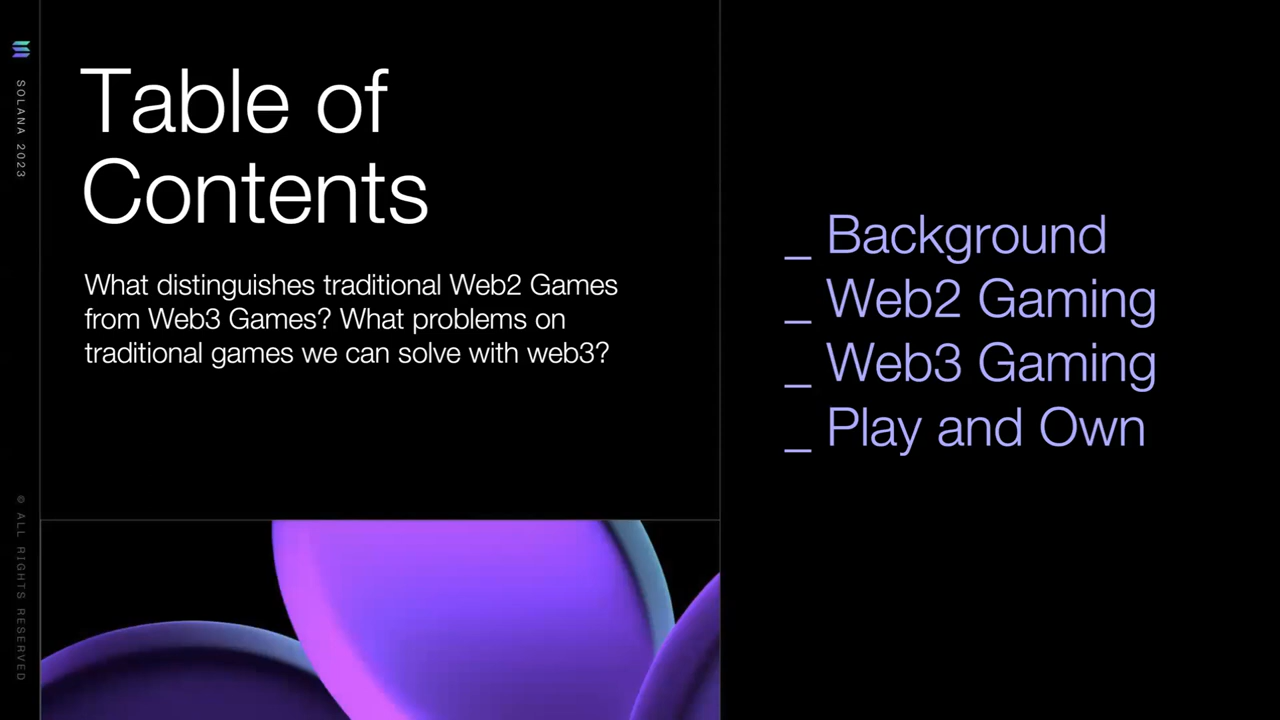 SOLANA 2023
© ALL RIGHTS RESERVED
Table of
Contents
What distinguishes traditional Web2 Games
from Web3 Games? What problems on
traditional games we can solve with web3?
_ Background
_ Web2 Gaming
_ Web3 Gaming
_ Play and Own